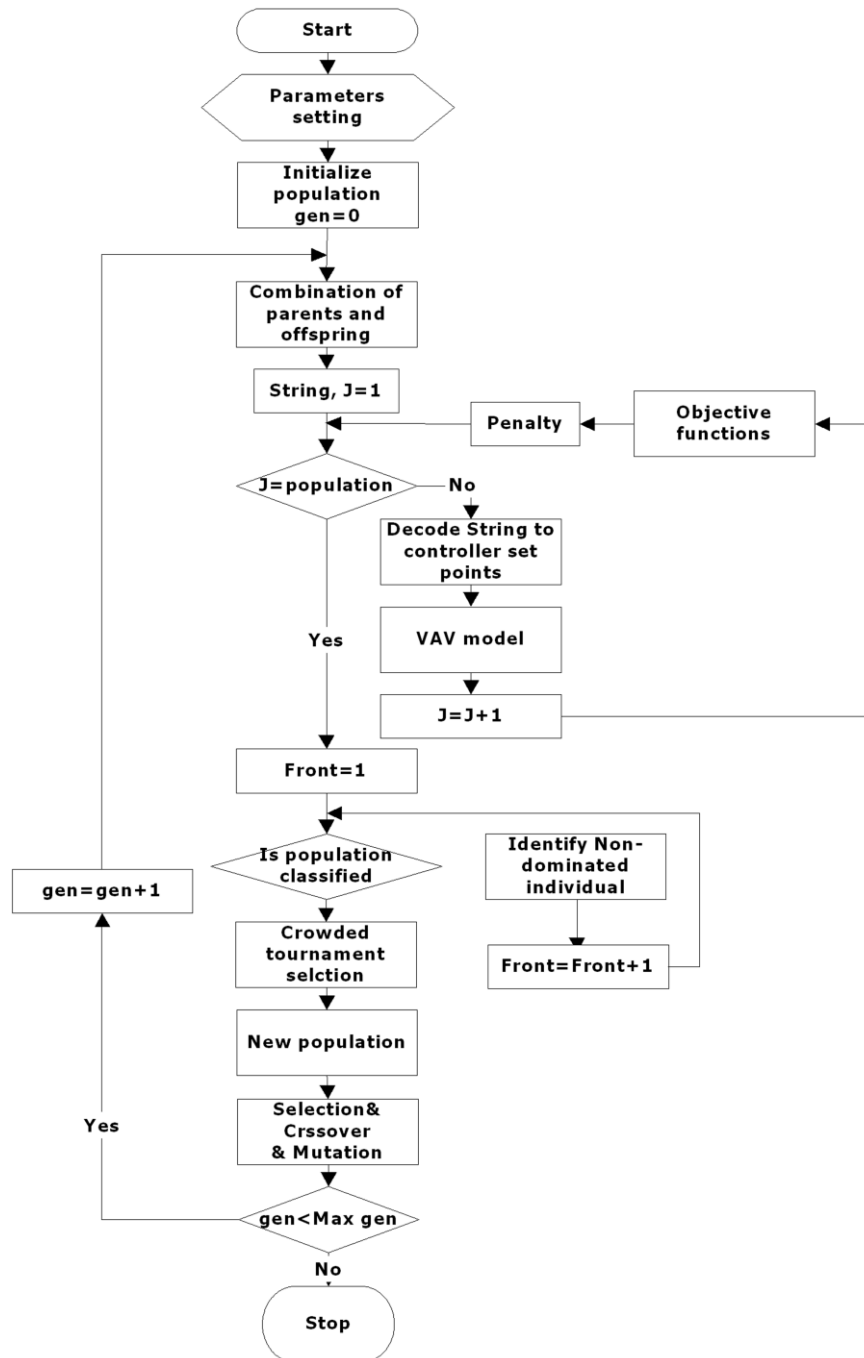 Start
Parameters
setting
Initialize
population
gen=0
Combination of
parents and
offspring
String, J=1
Penalty
Objective
functions
J=population
No
Decode String to
controller set
points
VAV model
Yes
J=J+1
Front=1
Is population
classified
Identify Non-
dominated
individual
gen=gen+1
Crowded
tournament
selction
Front=Front+1
New population
Yes
Selection&
Crssover
& Mutation
gen<Max gen
No
Stop